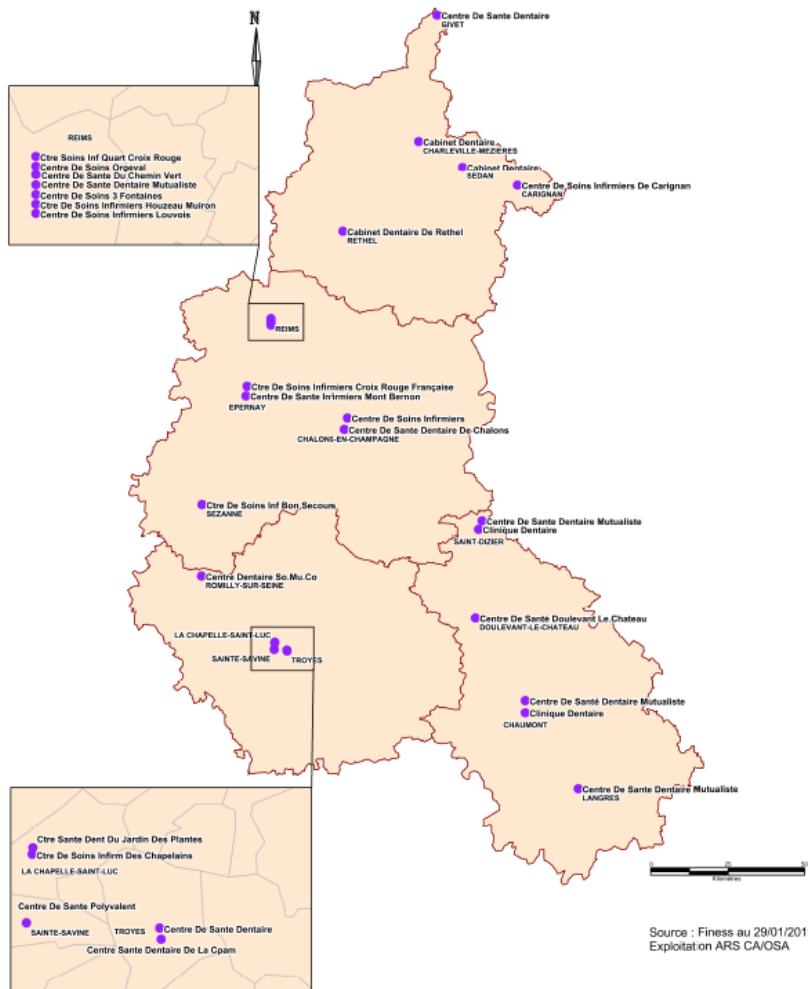 N
Centre De Sante Dentaire
GIVET
Cabinet Dentaire
CHARLEVILLE-MEZIERES
Cabinet Dentaire
SEDAN
Centre De Soins Infirmiers De Carignan
CARIGNAN
Cabinet Dentaire De Rethel
RETHEL
REIMS
Ctre Soins Inf Quart Croix Rouge
Centre De Soins Orgeval
Centre De Sante Du Chemin Vert
Centre De Sante Dentaire Mutualiste
Centre De Soins 3 Fontaines
Ctre De Soins Infirmiers Houzeau Muiron
Centre De Soins Infirmiers Louvois
REIMS
Ctre De Soins Infirmiers Croix Rouge Française
Centre De Sante Infirmiers Mont Bernon
EPERNAY
Centre De Soins Infirmiers
Centre De Sante Dentaire De Chalons
CHALONS-EN-CHAMPAGNE
Ctre De Soins Inf Bon Secours
SEZANNE
Centre De Sante Dentaire Mutualiste
Clinique Dentaire
SAINT-DIZIER
Centre Dentaire So.Mu.Co
ROMILLY-SUR-SEINE
Centre De Santé Doulevant Le Chateau
DOULEVANT-LE-CHATEAU
LA CHAPELLE-SAINT-LUC
SAINTE-SAVINE
TROYES
Centre De Santé Dentaire Mutualiste
Clinique Dentaire
CHAUMONT
Centre De Sante Dentaire Mutualiste
LANGRES
Ctre Sante Dent Du Jardin Des Plantes
Ctre De Soins Infirm Des Chapelains
LA CHAPELLE-SAINT-LUC
Centre De Sante Polyvalent
SAINTE-SAVINE
TROYES
Centre De Sante Dentaire
Centre Sante Dentaire De La Cpam
0 25 50
Kilomètres
Source : Finess au 29/01/201
Exploitation ARS CA/OSA